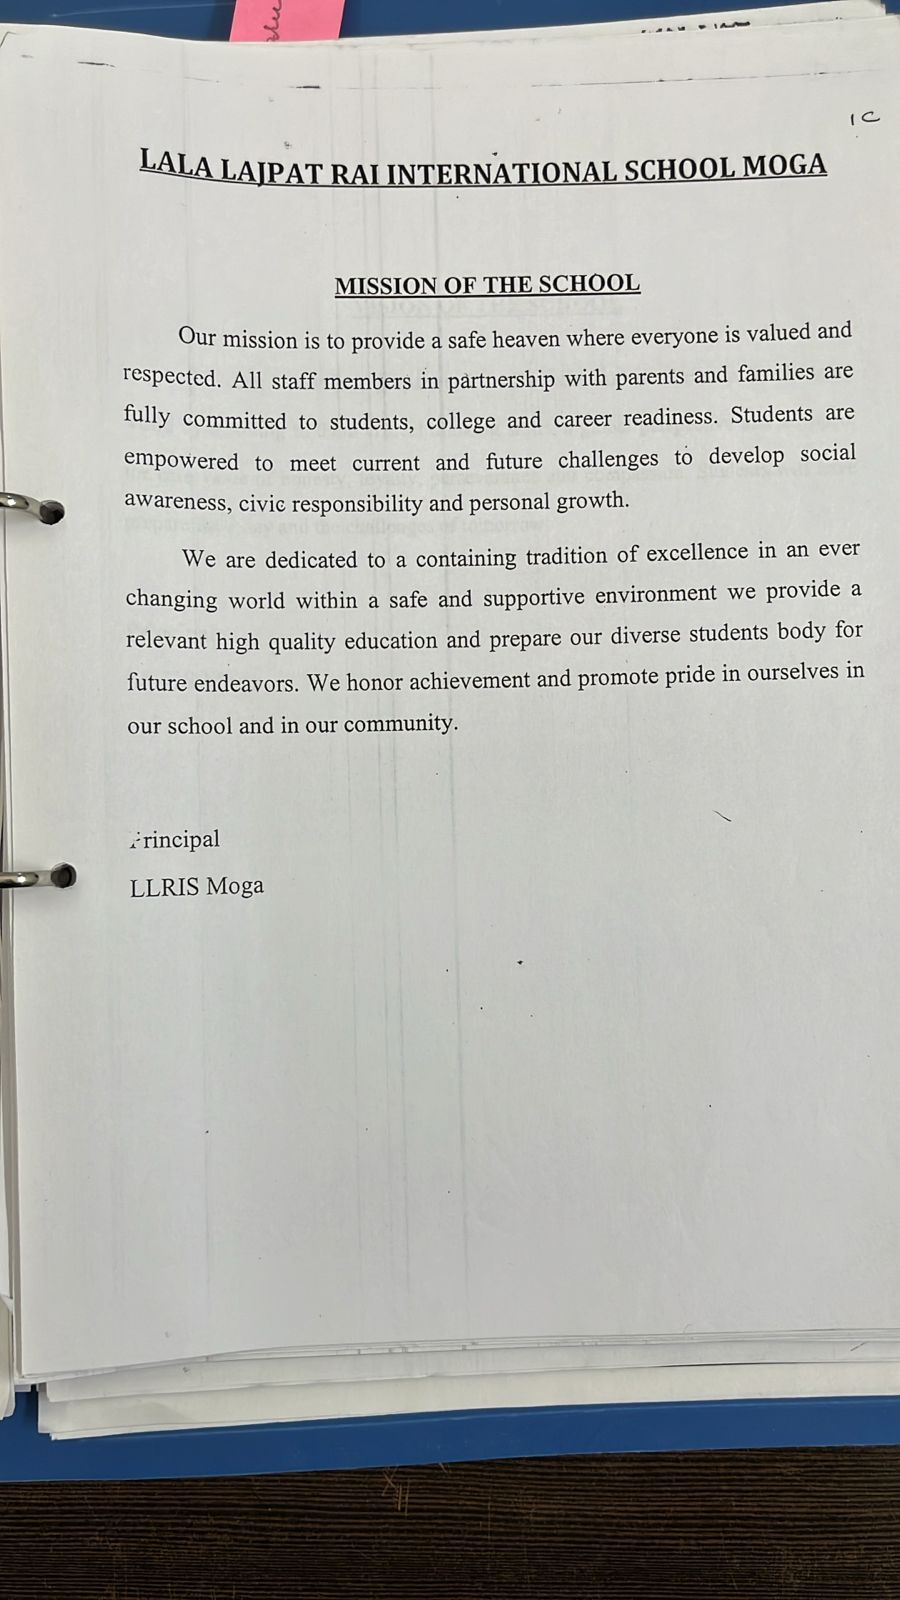 1C
LALA LAJPAT RAI INTERNATIONAL SCHOOL MOGA
MISSION OF THE SCHOOL
Our mission is to provide a safe heaven where everyone is valued and
respected. All staff members in partnership with parents and families are
fully committed to students, college and career readiness. Students are
empowered to meet current and future challenges to develop social
awareness, civic responsibility and personal growth.
We are dedicated to a containing tradition of excellence in an ever
changing world within a safe and supportive environment we provide a
relevant high quality education and prepare our diverse students body for
future endeavors. We honor achievement and promote pride in ourselves in
our school and in our community.
Principal
LLRIS Moga